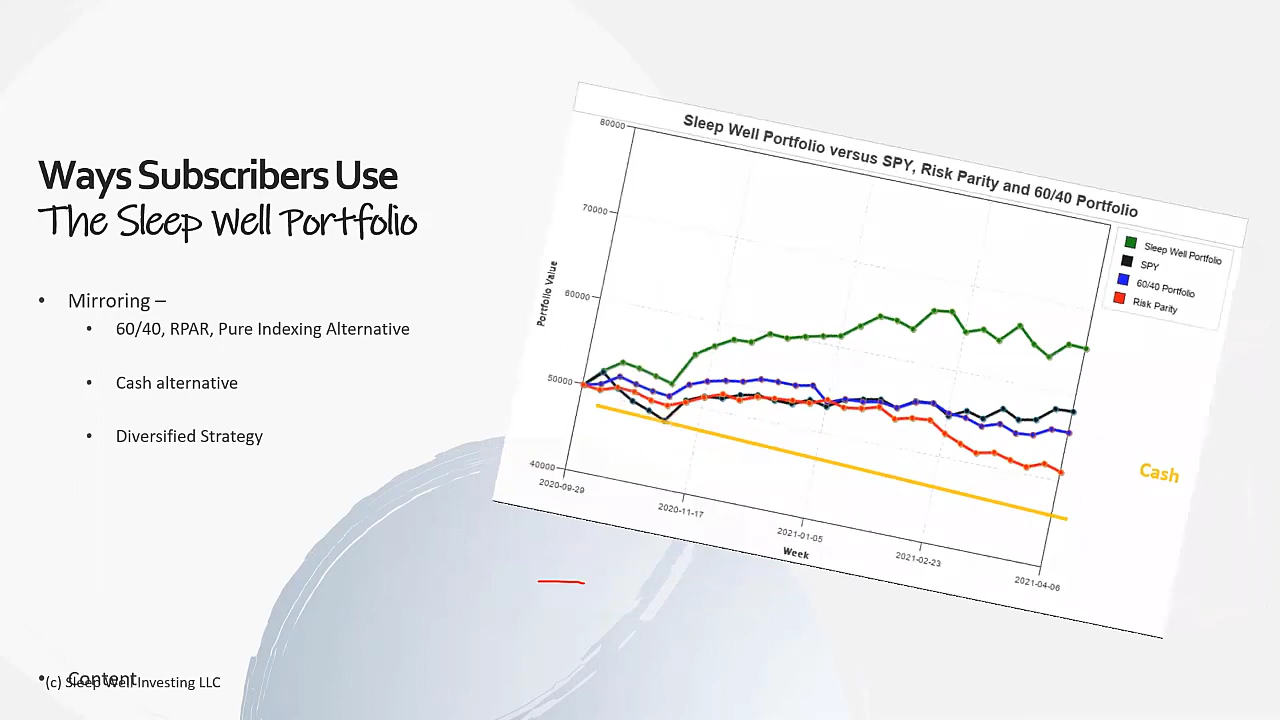 Ways Subscribers Use
The Sleep Well Portfolio
• Mirroring –
• 60/40, RPAR, Pure Indexing Alternative
• Cash alternative
• Diversified Strategy
• Content
(c) Sleep Well Investing LLC
Sleep Well Portfolio versus SPY, Risk Parity and 60/40 Portfolio
80000
70000
60000
50000
40000
Portfolio Value
2020-09-29
2020-11-17
2021-01-05
2021-02-23
2021-04-06
Week
Sleep Well Portfolio
SPY
60/40 Portfolio
Risk Parity
Cash